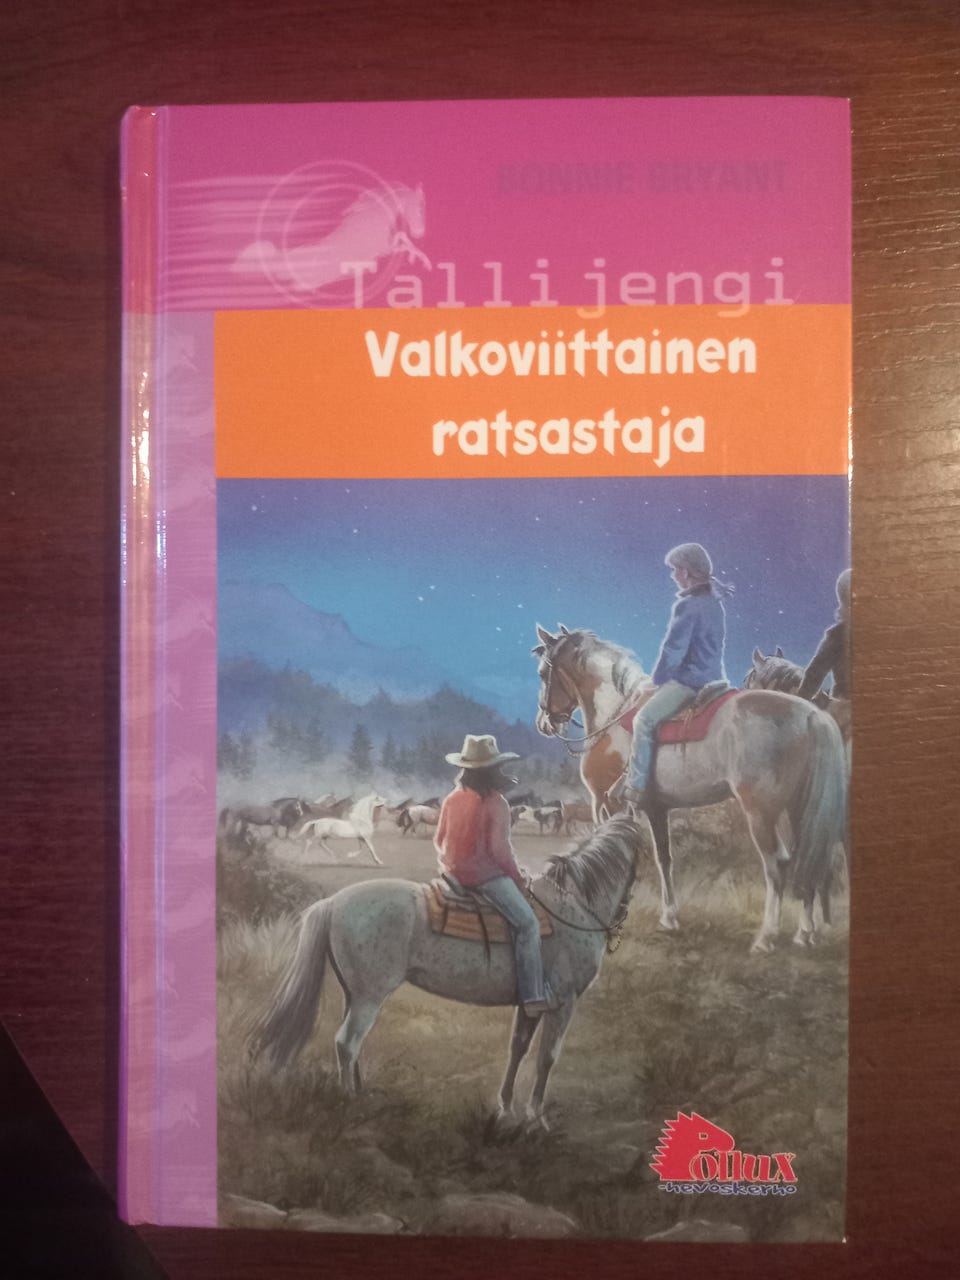 BONNIE BRYANT
Tallijengi
Valkoviittainen
ratsastaja
Pollux
-hevoskerho